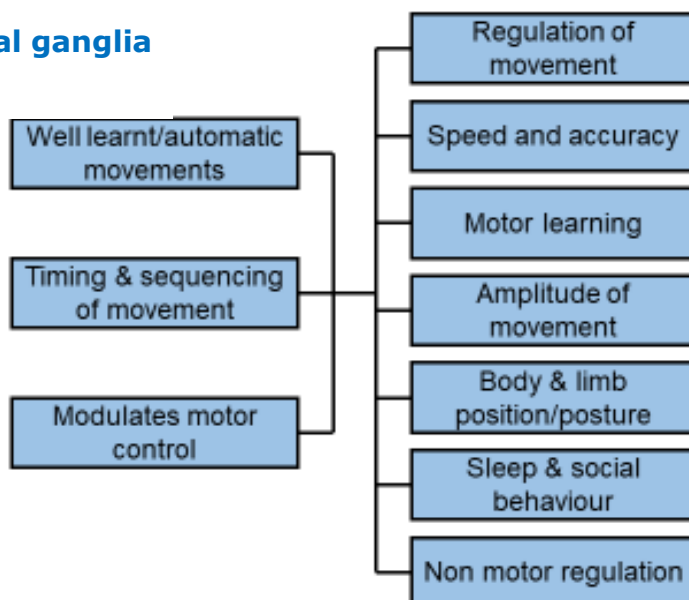 al ganglia
Well learnt/automatic
movements
Timing & sequencing
of movement
Modulates motor
control
Regulation of
movement
Speed and accuracy
Motor learning
Amplitude of
movement
Body & limb
position/posture
Sleep & social
behaviour
Non motor regulation